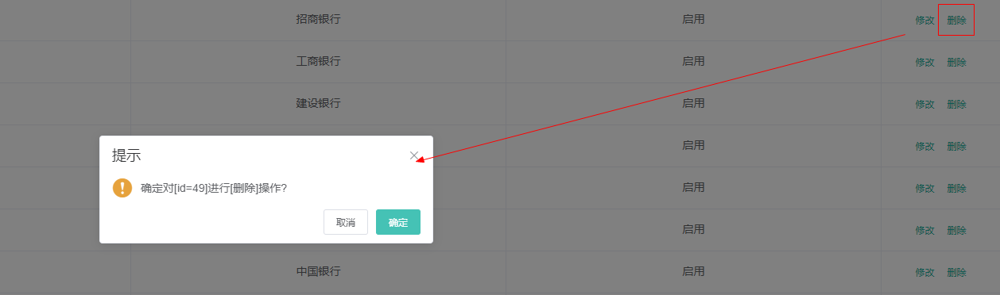 招商银行 启用 修改 删除
工商银行 启用 修改 删除
建设银行 启用 修改 删除
启用 修改 删除
启用 修改 删除
启用 修改 删除
中国银行 启用 修改 删除
提示
确定对[id=49]进行[删除]操作?
取消 确定